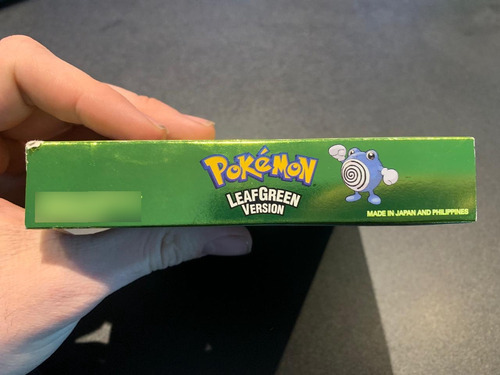 POKéMON
LEAFGREEN
VERSION
MADE IN JAPAN AND PHILIPPINES